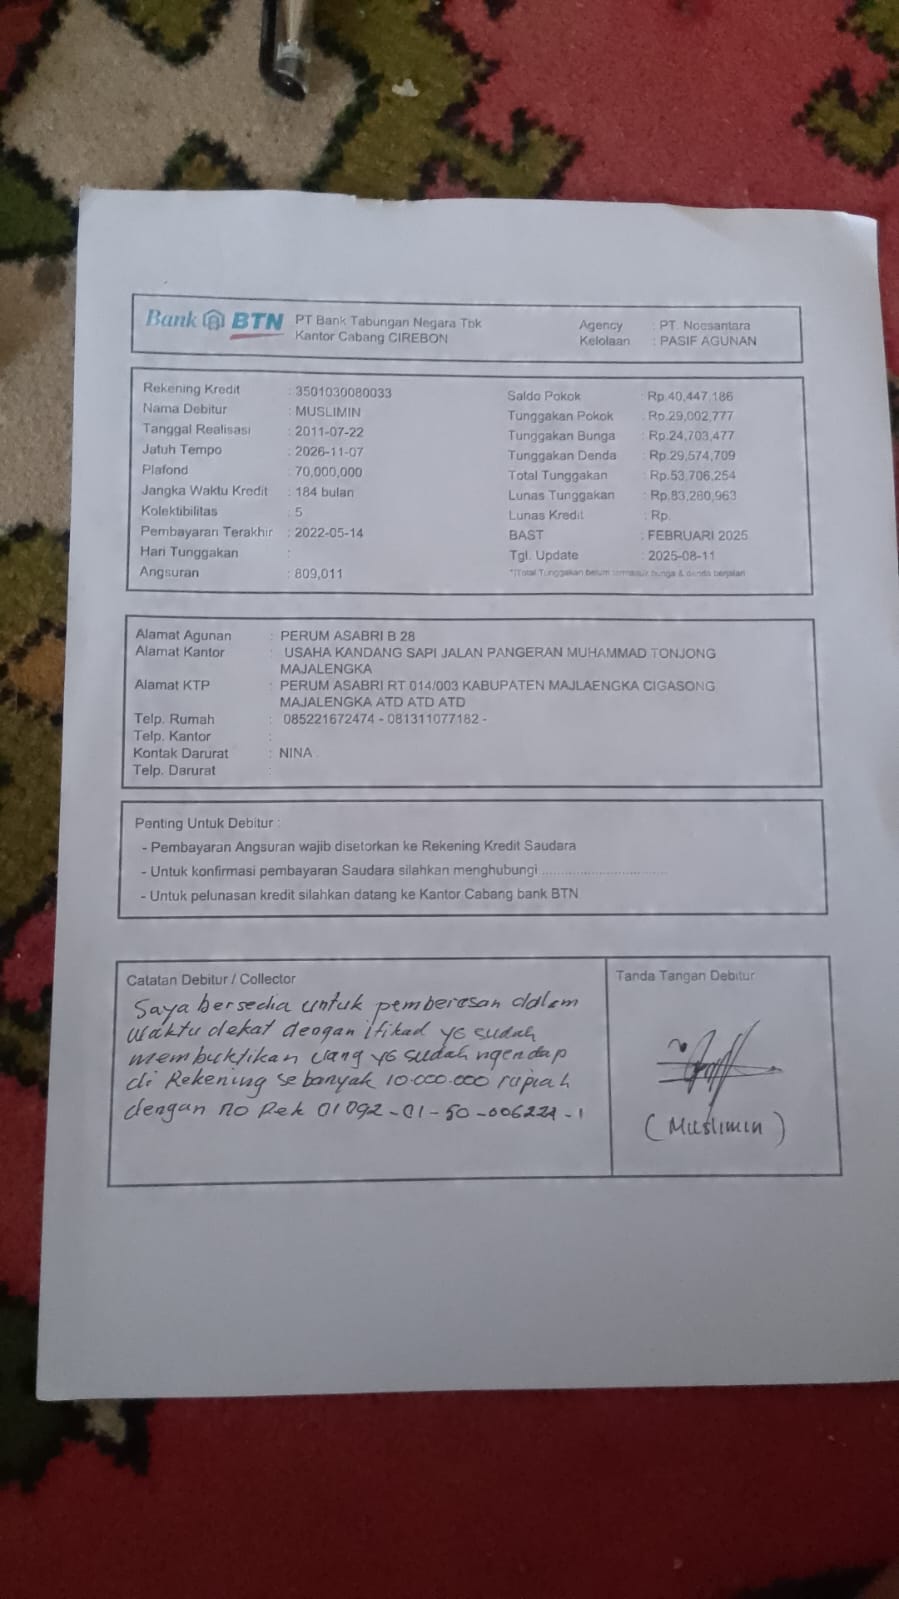 Bank BTN PT Bank Tabungan Negara Tbk
Kantor Cabang CIREBON
Agency : PT. Noesantara
Kelolaan : PASIF AGUNAN
Rekening Kredit : 3501030080033
Nama Debitur : MUSLIMIN
Tanggal Realisasi : 2011-07-22
Jatuh Tempo : 2026-11-07
Plafond : 70,000,000
Jangka Waktu Kredit : 184 bulan
Kolektibilitas : 5
Pembayaran Terakhir : 2022-05-14
Hari Tunggakan :
Angsuran : 809,011
Saldo Pokok : Rp.40,447,186
Tunggakan Pokok : Rp.29,002,777
Tunggakan Bunga : Rp.24,703,477
Tunggakan Denda : Rp.29,574,709
Total Tunggakan : Rp.53,706,254
Lunas Tunggakan : Rp.83,280,963
Lunas Kredit : Rp.
BAST : FEBRUARI 2025
Tgl. Update : 2025-08-11
*)Total Tunggakan belum termasuk bunga & denda berjalan
Alamat Agunan : PERUM ASABRI B 28
Alamat Kantor : USAHA KANDANG SAPI JALAN PANGERAN MUHAMMAD TONJONG
MAJALENGKA
Alamat KTP : PERUM ASABRI RT 014/003 KABUPATEN MAJLAENGKA CIGASONG
MAJALENGKA ATD ATD ATD
Telp. Rumah : 085221672474 - 081311077182 -
Telp. Kantor :
Kontak Darurat : NINA
Telp. Darurat :
Penting Untuk Debitur :
- Pembayaran Angsuran wajib disetorkan ke Rekening Kredit Saudara
- Untuk konfirmasi pembayaran Saudara silahkan menghubungi ..............................
- Untuk pelunasan kredit silahkan datang ke Kantor Cabang bank BTN
Catatan Debitur / Collector
Saya bersedia untuk pemberesan dalam
waktu dekat dengan itikad yg sudah
membuktikan uang yg sudah ngendap
di Rekening sebanyak 10.000.000 rupiah
dengan no Rek 01092-01-50-006221-1
Tanda Tangan Debitur
(Muslimin)